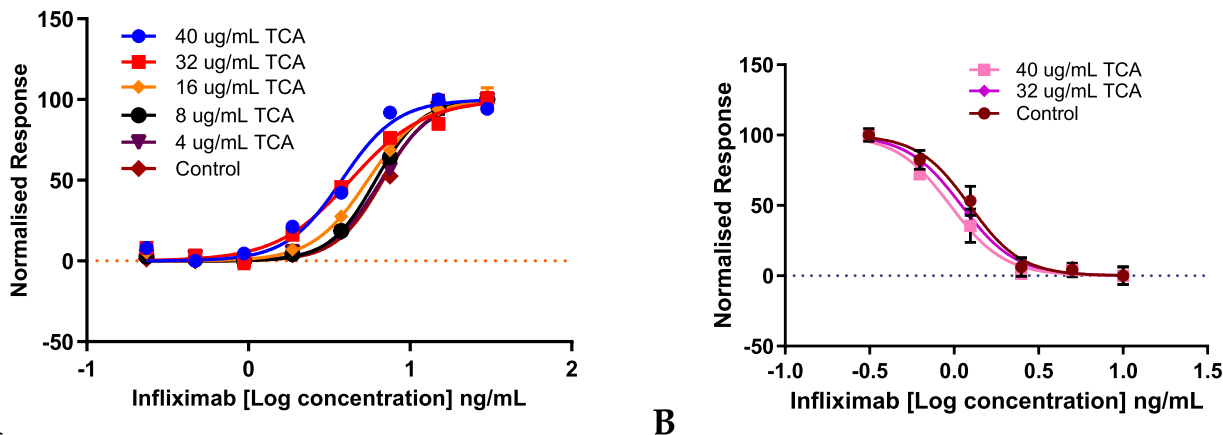 150
100
50
0
-50
-1
0
1
2
Normalised Response
Infliximab [Log concentration] ng/mL
40 ug/mL TCA
32 ug/mL TCA
16 ug/mL TCA
8 ug/mL TCA
4 ug/mL TCA
Control
B
150
100
50
0
-50
-1.0
-0.5
0.0
0.5
1.0
1.5
Normalised Response
Infliximab [Log concentration] ng/mL
40 ug/mL TCA
32 ug/mL TCA
Control